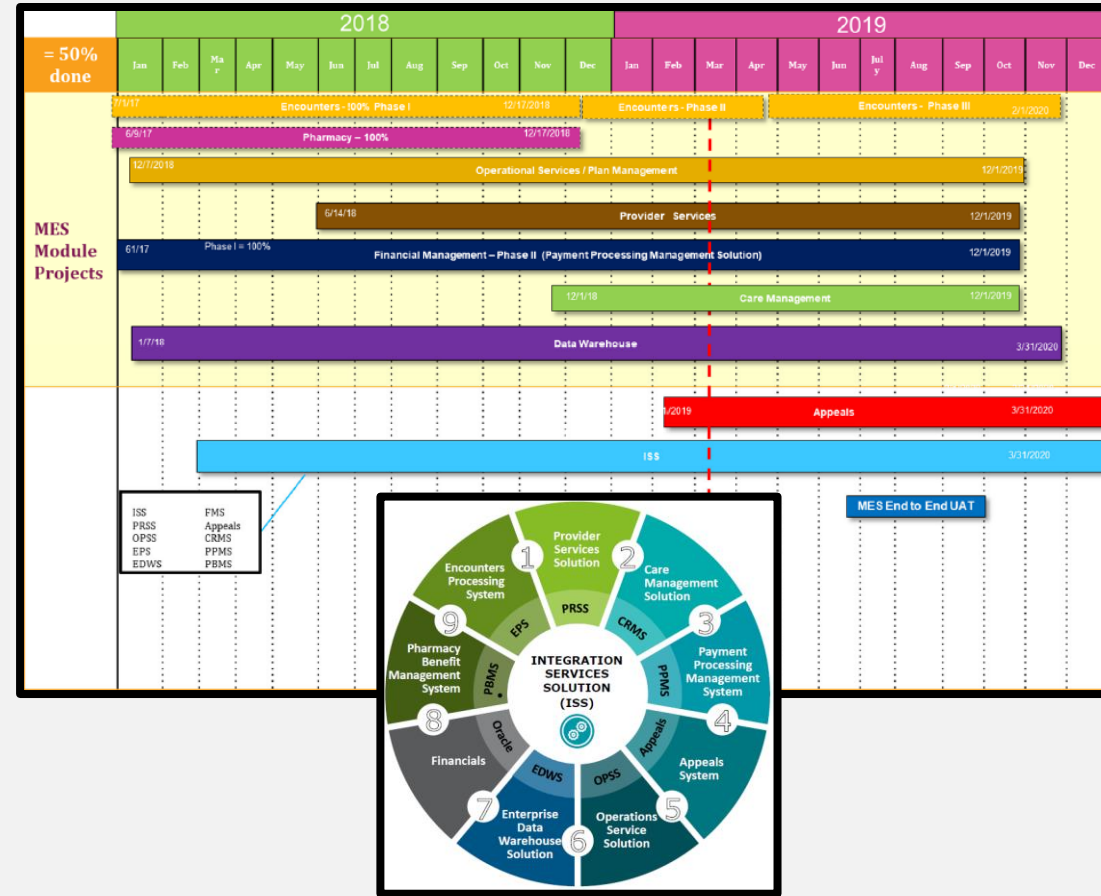 2018
2019
= 50%
done
Jan
Feb
Ma
r
Apr
May
Jun
Jul
Aug
Sep
Oct
Nov
Dec
Jan
Feb
Mar
Apr
May
Jun
Jul
y
Aug
Sep
Oct
Nov
Dec
7/1/17
Encounters -100% Phase I
12/17/2018
Encounters - Phase II
Encounters - Phase III
2/1/2020
6/9/17
Pharmacy – 100%
12/17/2018
12/7/2018
Operational Services / Plan Management
12/1/2019
6/14/18
Provider Services
12/1/2019
MES
Module
Projects
61/17
Phase I = 100%
Financial Management – Phase II (Payment Processing Management Solution)
12/1/2019
12/1/18
Care Management
12/1/2019
1/7/18
Data Warehouse
3/31/2020
/2019
Appeals
3/31/2020
ISS
3/31/2020
ISS FMS
PRSS Appeals
OPSS CRMS
EPS PPMS
EDWS PBMS
MES End to End UAT
1
Provider
Services
Solution
PRSS
2
Care
Management
Solution
CRMS
3
Payment
Processing
Management
System
PPMS
4
Appeals
System
Appeals
5
Operations
Service
Solution
OPSS
6
Enterprise
Data
Warehouse
Solution
EDWS
7
Financials
Oracle
8
Pharmacy
Benefit
Management
System
PBMS
9
Encounters
Processing
System
EPS
INTEGRATION
SERVICES
SOLUTION
(ISS)